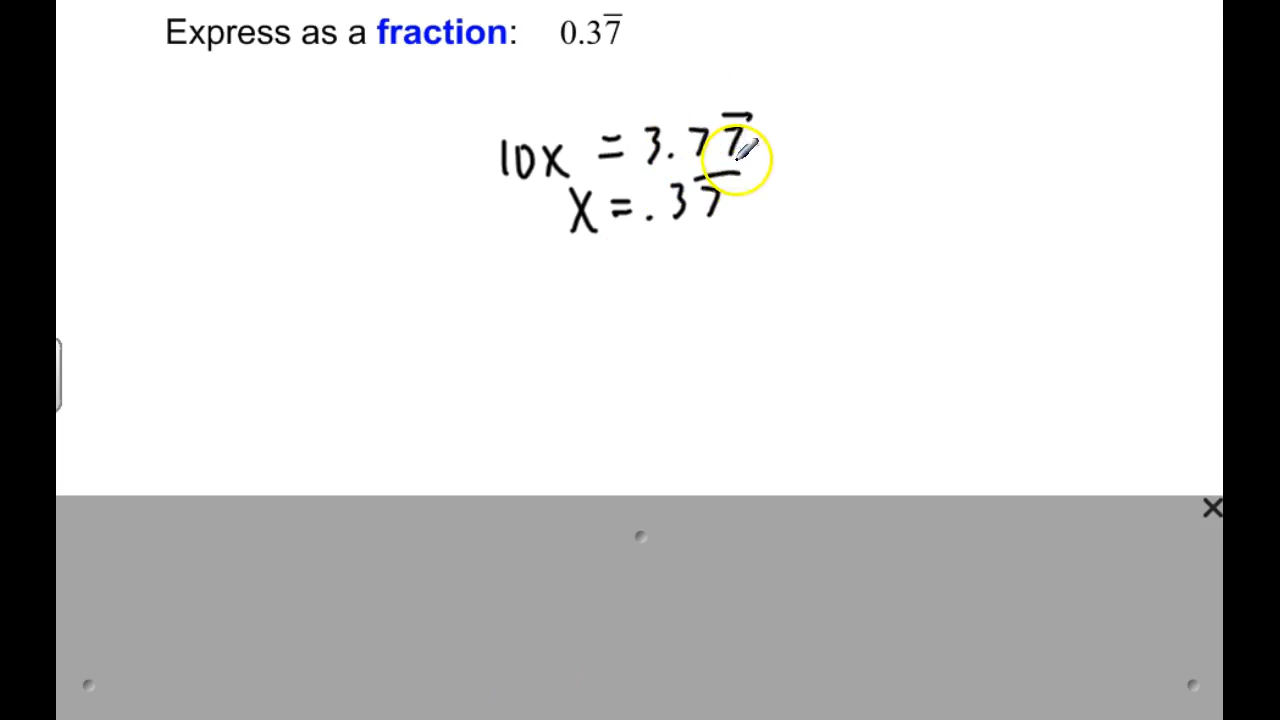 Express as a fraction: 0.37̅
10x = 3.77̅
x = .37̅